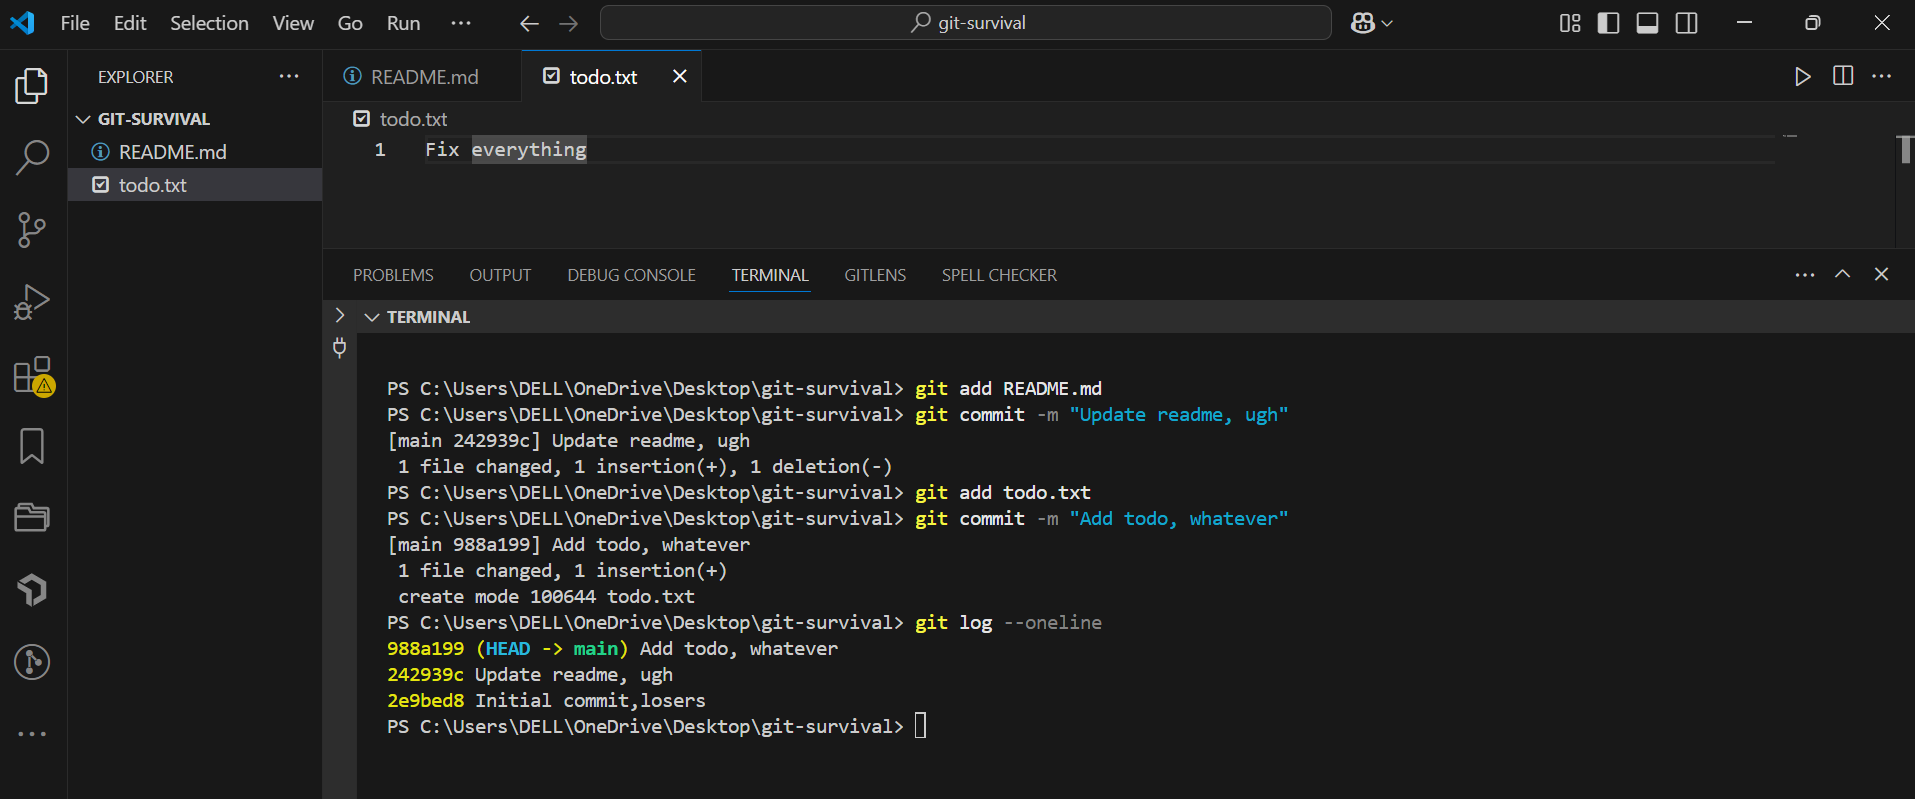 File Edit Selection View Go Run ··· git-survival
EXPLORER ···
GIT-SURVIVAL
README.md
todo.txt
README.md todo.txt
todo.txt
1 Fix everything
PROBLEMS OUTPUT DEBUG CONSOLE TERMINAL GITLENS SPELL CHECKER
TERMINAL
PS C:\Users\DELL\OneDrive\Desktop\git-survival> git add README.md
PS C:\Users\DELL\OneDrive\Desktop\git-survival> git commit -m "Update readme, ugh"
[main 242939c] Update readme, ugh
1 file changed, 1 insertion(+), 1 deletion(-)
PS C:\Users\DELL\OneDrive\Desktop\git-survival> git add todo.txt
PS C:\Users\DELL\OneDrive\Desktop\git-survival> git commit -m "Add todo, whatever"
[main 988a199] Add todo, whatever
1 file changed, 1 insertion(+)
create mode 100644 todo.txt
PS C:\Users\DELL\OneDrive\Desktop\git-survival> git log --oneline
988a199 (HEAD -> main) Add todo, whatever
242939c Update readme, ugh
2e9bed8 Initial commit,losers
PS C:\Users\DELL\OneDrive\Desktop\git-survival>